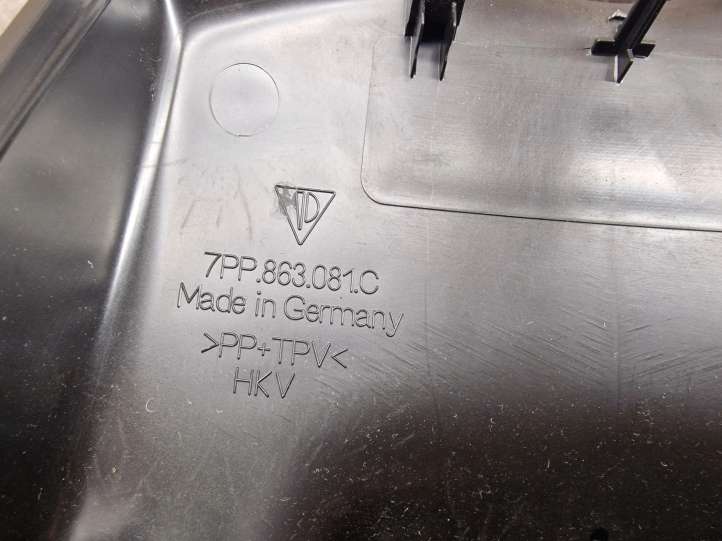 7PP.863.081.C
Made in Germany
>PP+TPV<
HKV